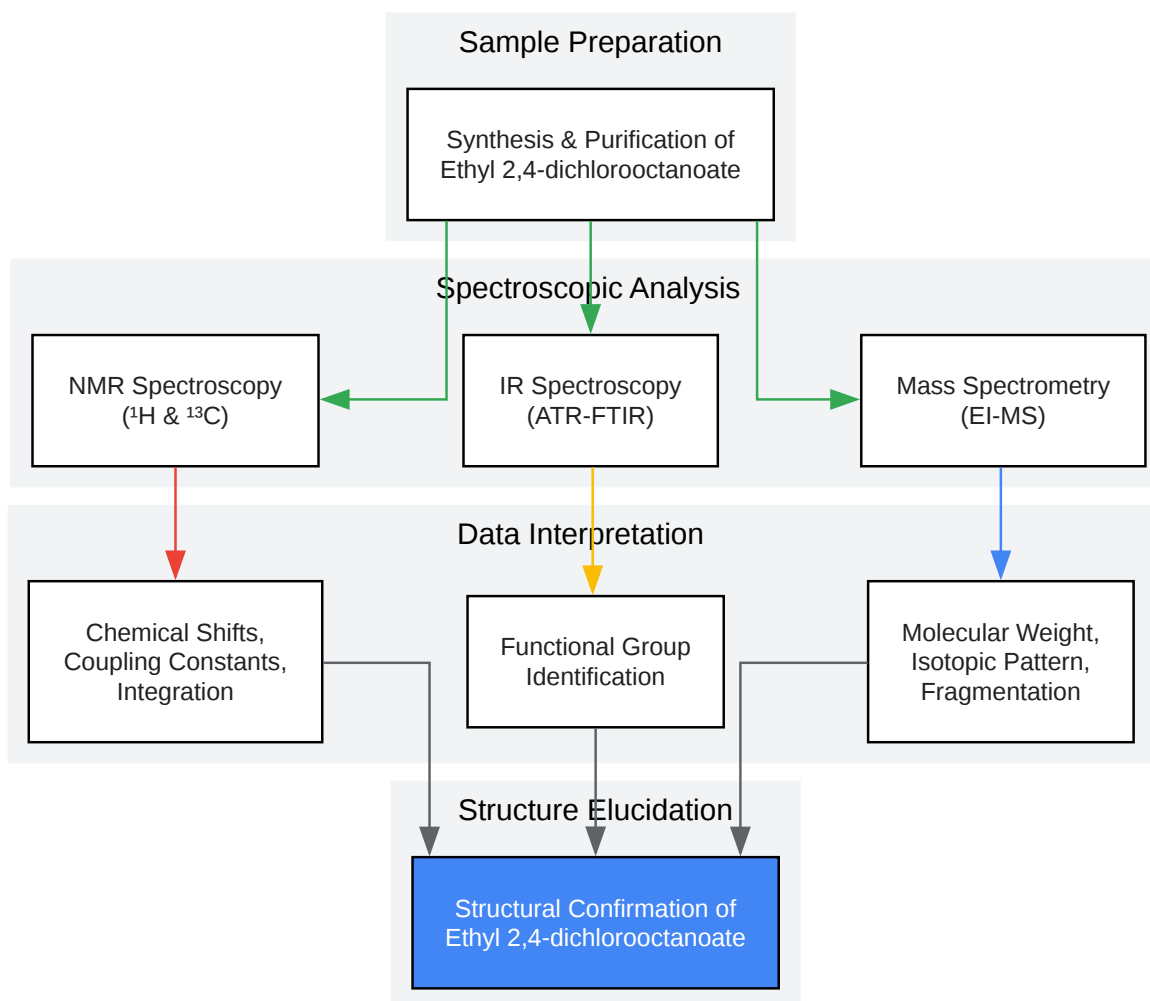 Sample Preparation
Synthesis & Purification of
Ethyl 2,4-dichlorooctanoate
Spectroscopic Analysis
NMR Spectroscopy
(¹H & ¹³C)
IR Spectroscopy
(ATR-FTIR)
Mass Spectrometry
(EI-MS)
Data Interpretation
Chemical Shifts,
Coupling Constants,
Integration
Functional Group
Identification
Molecular Weight,
Isotopic Pattern,
Fragmentation
Structure Elucidation
Structural Confirmation of
Ethyl 2,4-dichlorooctanoate